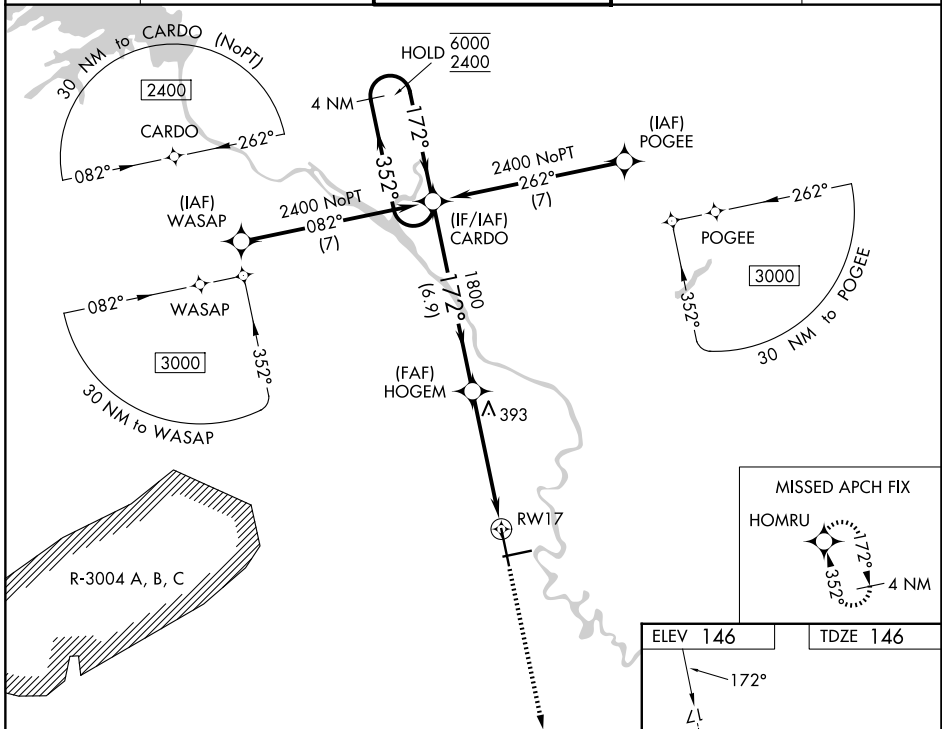 30 NM to CARDO (NoPT)
2400
CARDO
082°
262°
HOLD 6000
2400
4 NM
172°
352°
(IAF)
POGEE
2400 NoPT
262°
(7)
(IAF)
WASAP
2400 NoPT
082°
(7)
(IF/IAF)
CARDO
262°
POGEE
3000
352°
30 NM to POGEE
082°
WASAP
3000
352°
30 NM to WASAP
1800
172°
(6.9)
(FAF)
HOGEM
393
RW17
R-3004 A, B, C
MISSED APCH FIX
HOMRU
172°
352°
4 NM
ELEV 146
TDZE 146
172°
17